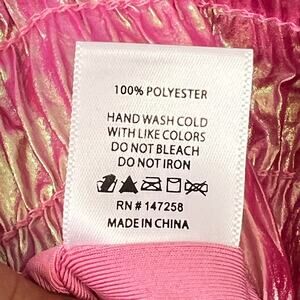 100% POLYESTER
HAND WASH COLD
WITH LIKE COLORS
DO NOT BLEACH
DO NOT IRON
RN # 147258
MADE IN CHINA